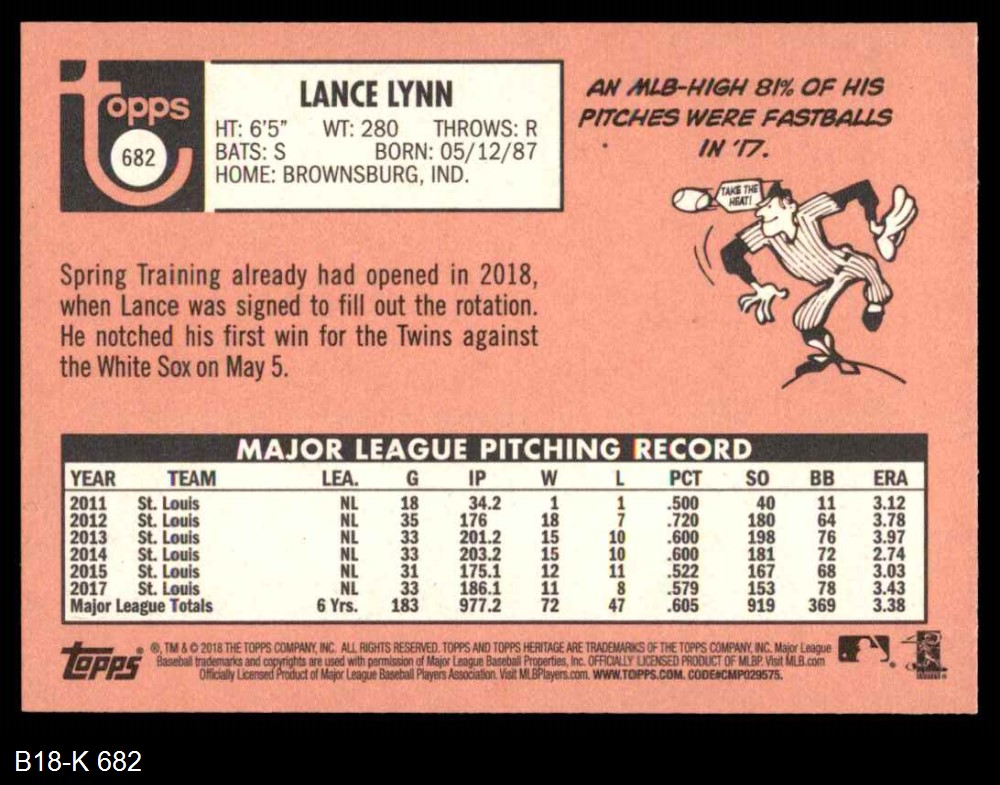 topps
682
LANCE LYNN
HT: 6'5" WT: 280 THROWS: R
BATS: S BORN: 05/12/87
HOME: BROWNSBURG, IND.
AN MLB-HIGH 81% OF HIS
PITCHES WERE FASTBALLS
IN '17.
TAKE THE
HEAT!
Spring Training already had opened in 2018,
when Lance was signed to fill out the rotation.
He notched his first win for the Twins against
the White Sox on May 5.
MAJOR LEAGUE PITCHING RECORD
YEAR TEAM LEA. G IP W L PCT SO BB ERA
2011 St. Louis NL 18 34.2 1 1 .500 40 11 3.12
2012 St. Louis NL 35 176 18 7 .720 180 64 3.78
2013 St. Louis NL 33 201.2 15 10 .600 198 76 3.97
2014 St. Louis NL 33 203.2 15 10 .600 181 72 2.74
2015 St. Louis NL 31 175.1 12 11 .522 167 68 3.03
2017 St. Louis NL 33 186.1 11 8 .579 153 78 3.43
Major League Totals 6 Yrs. 183 977.2 72 47 .605 919 369 3.38
topps
®, TM & © 2018 THE TOPPS COMPANY, INC. ALL RIGHTS RESERVED. TOPPS AND TOPPS HERITAGE ARE TRADEMARKS OF THE TOPPS COMPANY, INC. Major League
Baseball trademarks and copyrights are used with permission of Major League Baseball Properties, Inc. OFFICIALLY LICENSED PRODUCT OF MLBP. Visit MLB.com
Officially Licensed Product of Major League Baseball Players Association. Visit MLBPlayers.com. WWW.TOPPS.COM. CODE#CMP029575.
B18-K 682